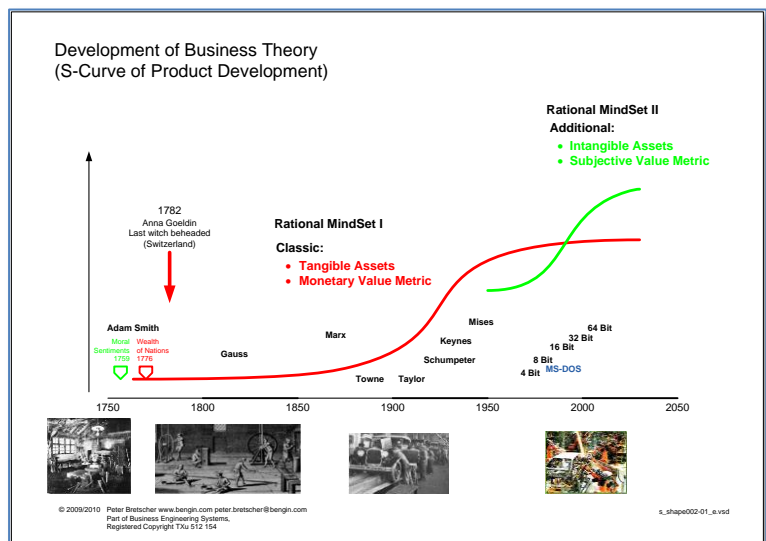 Development of Business Theory
(S-Curve of Product Development)
Rational MindSet II
Additional:
• Intangible Assets
• Subjective Value Metric
1782
Anna Goeldin
Last witch beheaded
(Switzerland)
Rational MindSet I
Classic:
• Tangible Assets
• Monetary Value Metric
Adam Smith
Moral
Sentiments
1759
Wealth
of Nations
1776
Gauss
Marx
Towne
Taylor
Schumpeter
Keynes
Mises
4 Bit
MS-DOS
8 Bit
16 Bit
32 Bit
64 Bit
1750
1800
1850
1900
1950
2000
2050
© 2009/2010 Peter Bretscher www.bengin.com peter.bretscher@bengin.com
Part of Business Engineering Systems,
Registered Copyright TXu 512 154
s_shape002-01_e.vsd